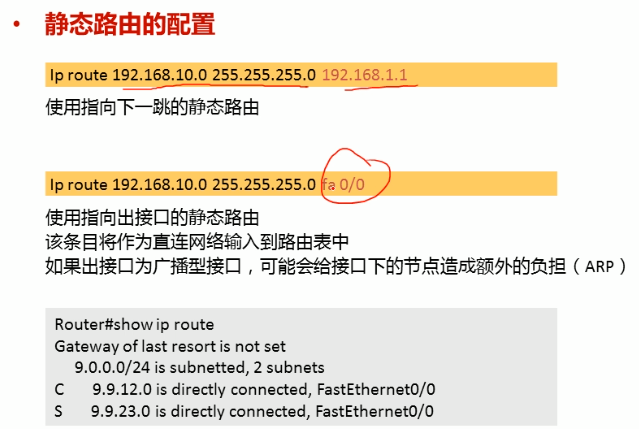 • 静态路由的配置
Ip route 192.168.10.0 255.255.255.0 192.168.1.1
使用指向下一跳的静态路由
Ip route 192.168.10.0 255.255.255.0 fa 0/0
使用指向出接口的静态路由
该条目将作为直连网络输入到路由表中
如果出接口为广播型接口，可能会给接口下的节点造成额外的负担（ARP）
Router#show ip route
Gateway of last resort is not set
9.0.0.0/24 is subnetted, 2 subnets
C 9.9.12.0 is directly connected, FastEthernet0/0
S 9.9.23.0 is directly connected, FastEthernet0/0